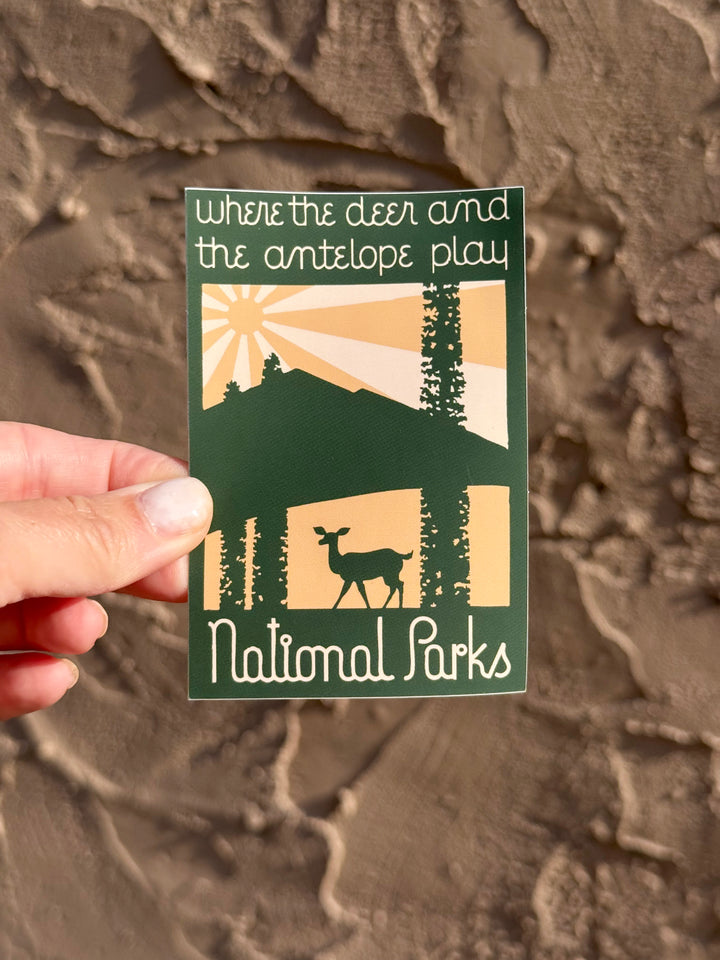 where the deer and
the antelope play
National Parks